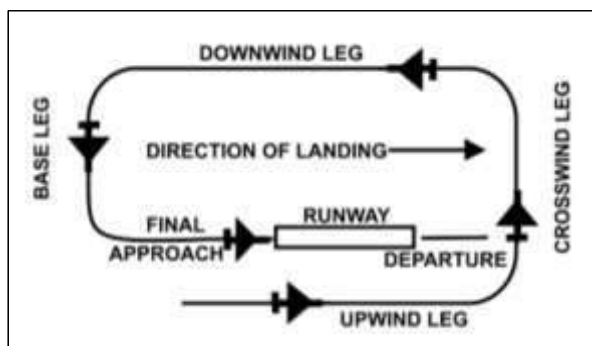 DOWNWIND LEG
BASE LEG
DIRECTION OF LANDING
CROSSWIND LEG
FINAL
APPROACH
RUNWAY
DEPARTURE
UPWIND LEG